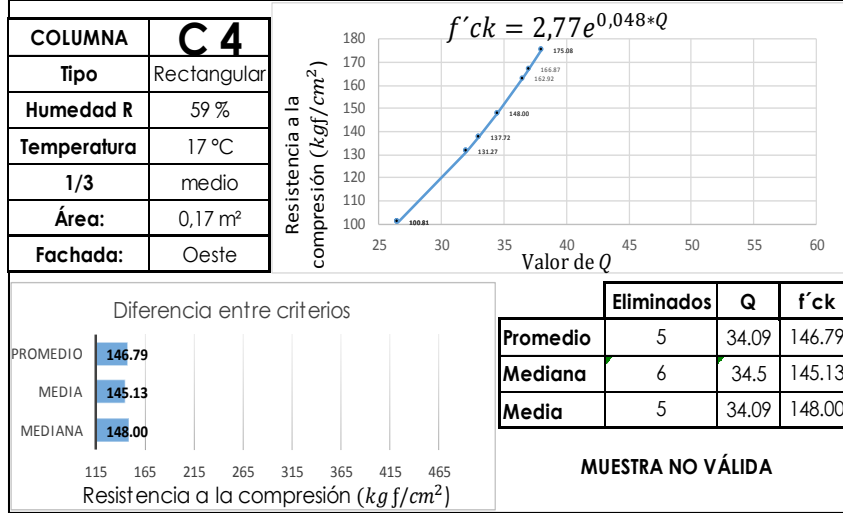 COLUMNA C 4
Tipo Rectangular
Humedad R 59 %
Temperatura 17 °C
1/3 medio
Área: 0,17 m²
Fachada: Oeste
f´ck = 2,77e^0,048*Q
Resistencia a la
compresión (kgf/cm²)
180
170
160
150
140
130
120
110
100
175.08
166.87
162.92
148.00
137.72
131.27
100.81
25 30 35 40 45 50 55 60
Valor de Q
Diferencia entre criterios
PROMEDIO 146.79
MEDIA 145.13
MEDIANA 148.00
115 165 215 265 315 365 415 465
Resistencia a la compresión (kg f/cm²)
Eliminados Q f´ck
Promedio 5 34.09 146.79
Mediana 6 34.5 145.13
Media 5 34.09 148.00
MUESTRA NO VÁLIDA